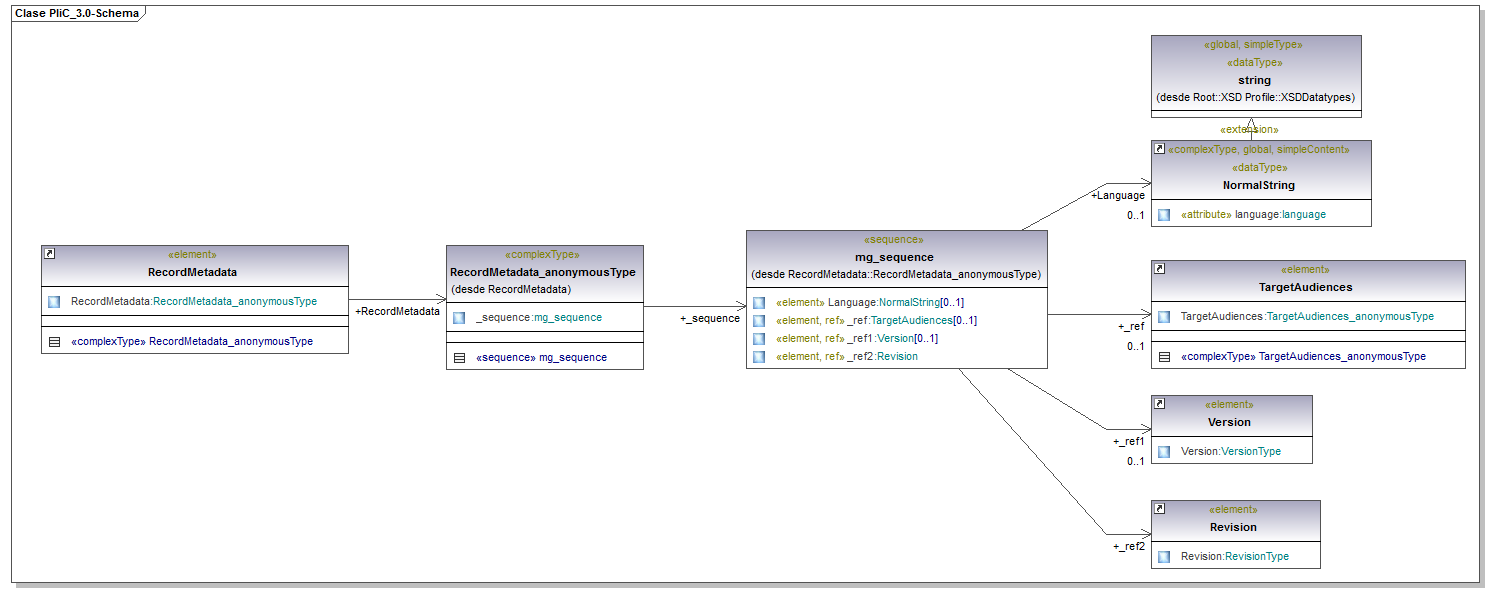 Clase PliC_3.0-Schema
«element»
RecordMetadata
RecordMetadata:RecordMetadata_anonymousType
«complexType» RecordMetadata_anonymousType
+RecordMetadata
«complexType»
RecordMetadata_anonymousType
(desde RecordMetadata)
_sequence:mg_sequence
«sequence» mg_sequence
+_sequence
«sequence»
mg_sequence
(desde RecordMetadata::RecordMetadata_anonymousType)
«element» Language:NormalString[0..1]
«element, ref» _ref:TargetAudiences[0..1]
«element, ref» _ref1:Version[0..1]
«element, ref» _ref2:Revision
«global, simpleType»
«dataType»
string
(desde Root::XSD Profile::XSDDatatypes)
«extension»
+Language
0..1
«complexType, global, simpleContent»
«dataType»
NormalString
«attribute» language:language
+_ref
0..1
«element»
TargetAudiences
TargetAudiences:TargetAudiences_anonymousType
«complexType» TargetAudiences_anonymousType
+_ref1
0..1
«element»
Version
Version:VersionType
+_ref2
«element»
Revision
Revision:RevisionType